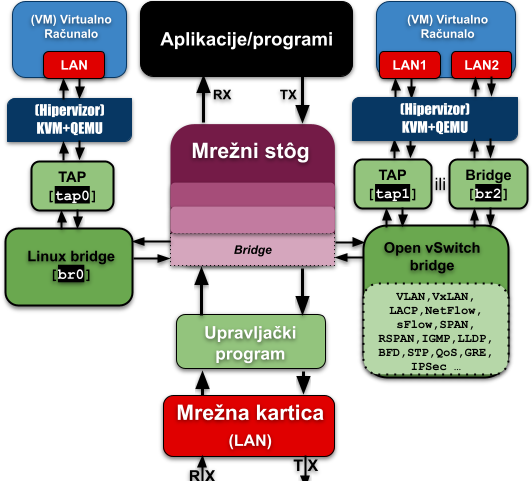 (VM) Virtualno
Računalo
LAN
(Hipervizor)
KVM+QEMU
TAP
[tap0]
Linux bridge
[br0]
Aplikacije/programi
RX
TX
Mrežni stôg
Bridge
Upravljački
program
Mrežna kartica
(LAN)
RX
TX
(VM) Virtualno
Računalo
LAN1
LAN2
(Hipervizor)
KVM+QEMU
TAP
[tap1]
ili
Bridge
[br2]
Open vSwitch
bridge
VLAN,VxLAN,
LACP,NetFlow,
sFlow,SPAN,
RSPAN,IGMP,LLDP,
BFD,STP,QoS,GRE,
IPSec …